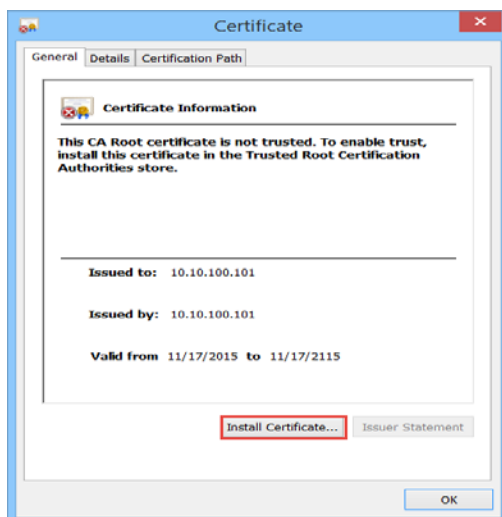 Certificate
General Details Certification Path
Certificate Information
This CA Root certificate is not trusted. To enable trust,
install this certificate in the Trusted Root Certification
Authorities store.
Issued to: 10.10.100.101
Issued by: 10.10.100.101
Valid from 11/17/2015 to 11/17/2115
Install Certificate... Issuer Statement
OK